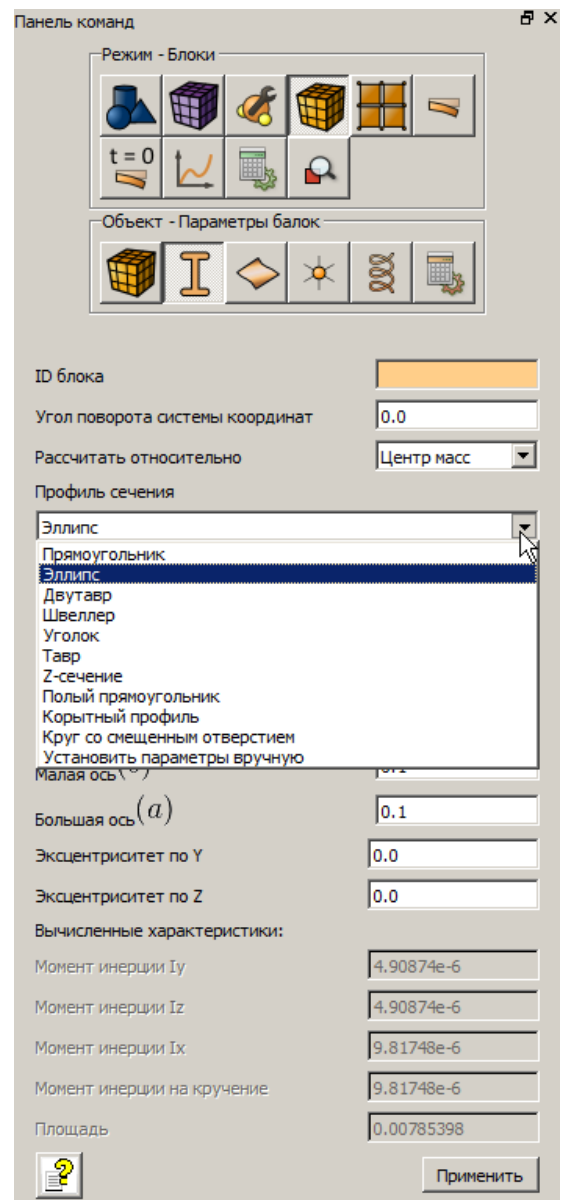 Панель команд
Режим - Блоки
t = 0
Объект - Параметры балок
ID блока
Угол поворота системы координат 0.0
Рассчитать относительно Центр масс
Профиль сечения
Эллипс
Прямоугольник
Эллипс
Двутавр
Швеллер
Уголок
Тавр
Z-сечение
Полый прямоугольник
Корытный профиль
Круг со смещенным отверстием
Установить параметры вручную
Малая ось
Большая ось (a) 0.1
Эксцентриситет по Y 0.0
Эксцентриситет по Z 0.0
Вычисленные характеристики:
Момент инерции Iy 4.90874e-6
Момент инерции Iz 4.90874e-6
Момент инерции Ix 9.81748e-6
Момент инерции на кручение 9.81748e-6
Площадь 0.00785398
Применить